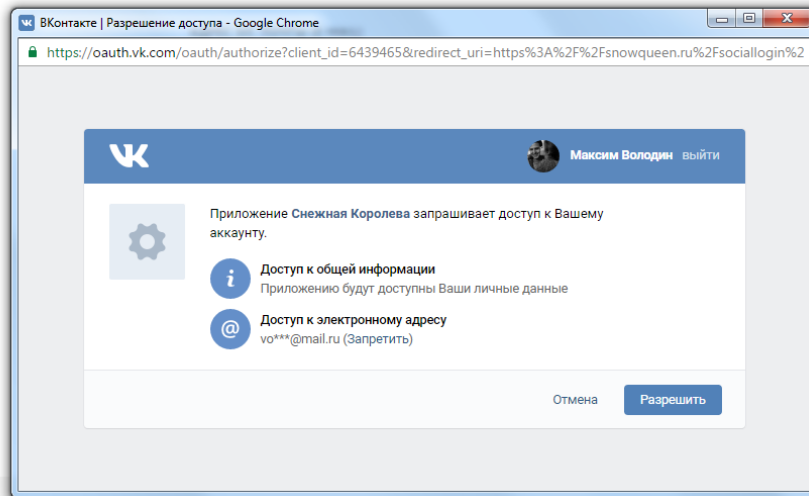 ВКонтакте | Разрешение доступа - Google Chrome
https://oauth.vk.com/oauth/authorize?client_id=6439465&redirect_uri=https%3A%2F%2Fsnowqueen.ru%2Fsociallogin%2
Максим Володин выйти
Приложение Снежная Королева запрашивает доступ к Вашему
аккаунту.
Доступ к общей информации
Приложению будут доступны Ваши личные данные
Доступ к электронному адресу
vo***@mail.ru (Запретить)
Отмена Разрешить